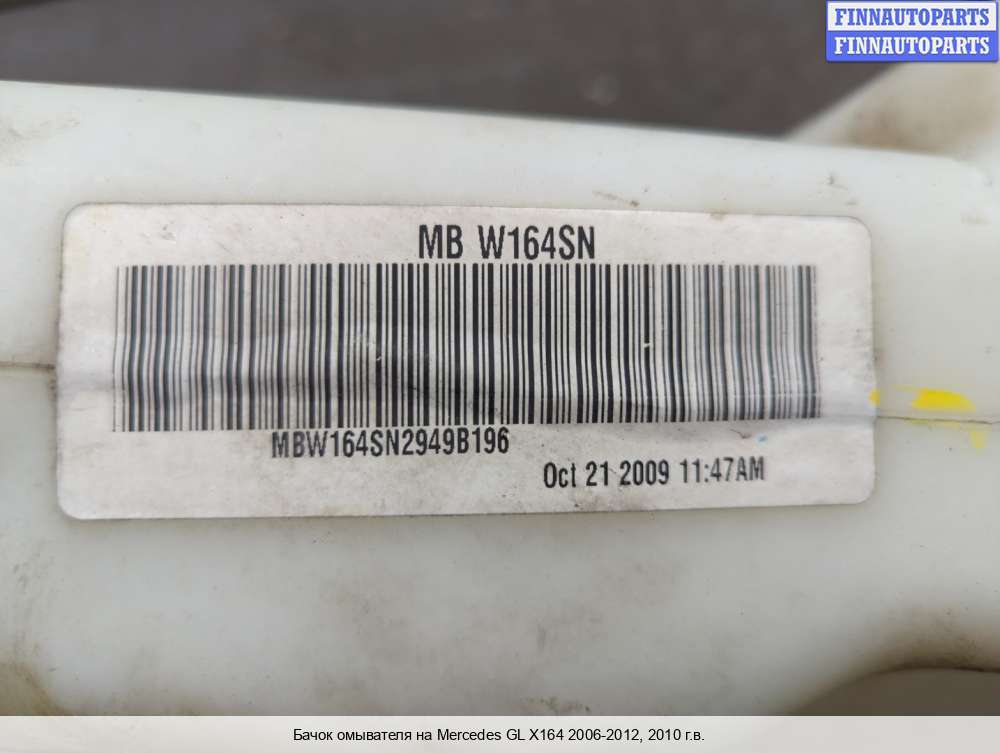 FINNAUTOPARTS
FINNAUTOPARTS
MB W164SN
MBW164SN2949B196
Oct 21 2009 11:47AM
Бачок омывателя на Mercedes GL X164 2006-2012, 2010 г.в.